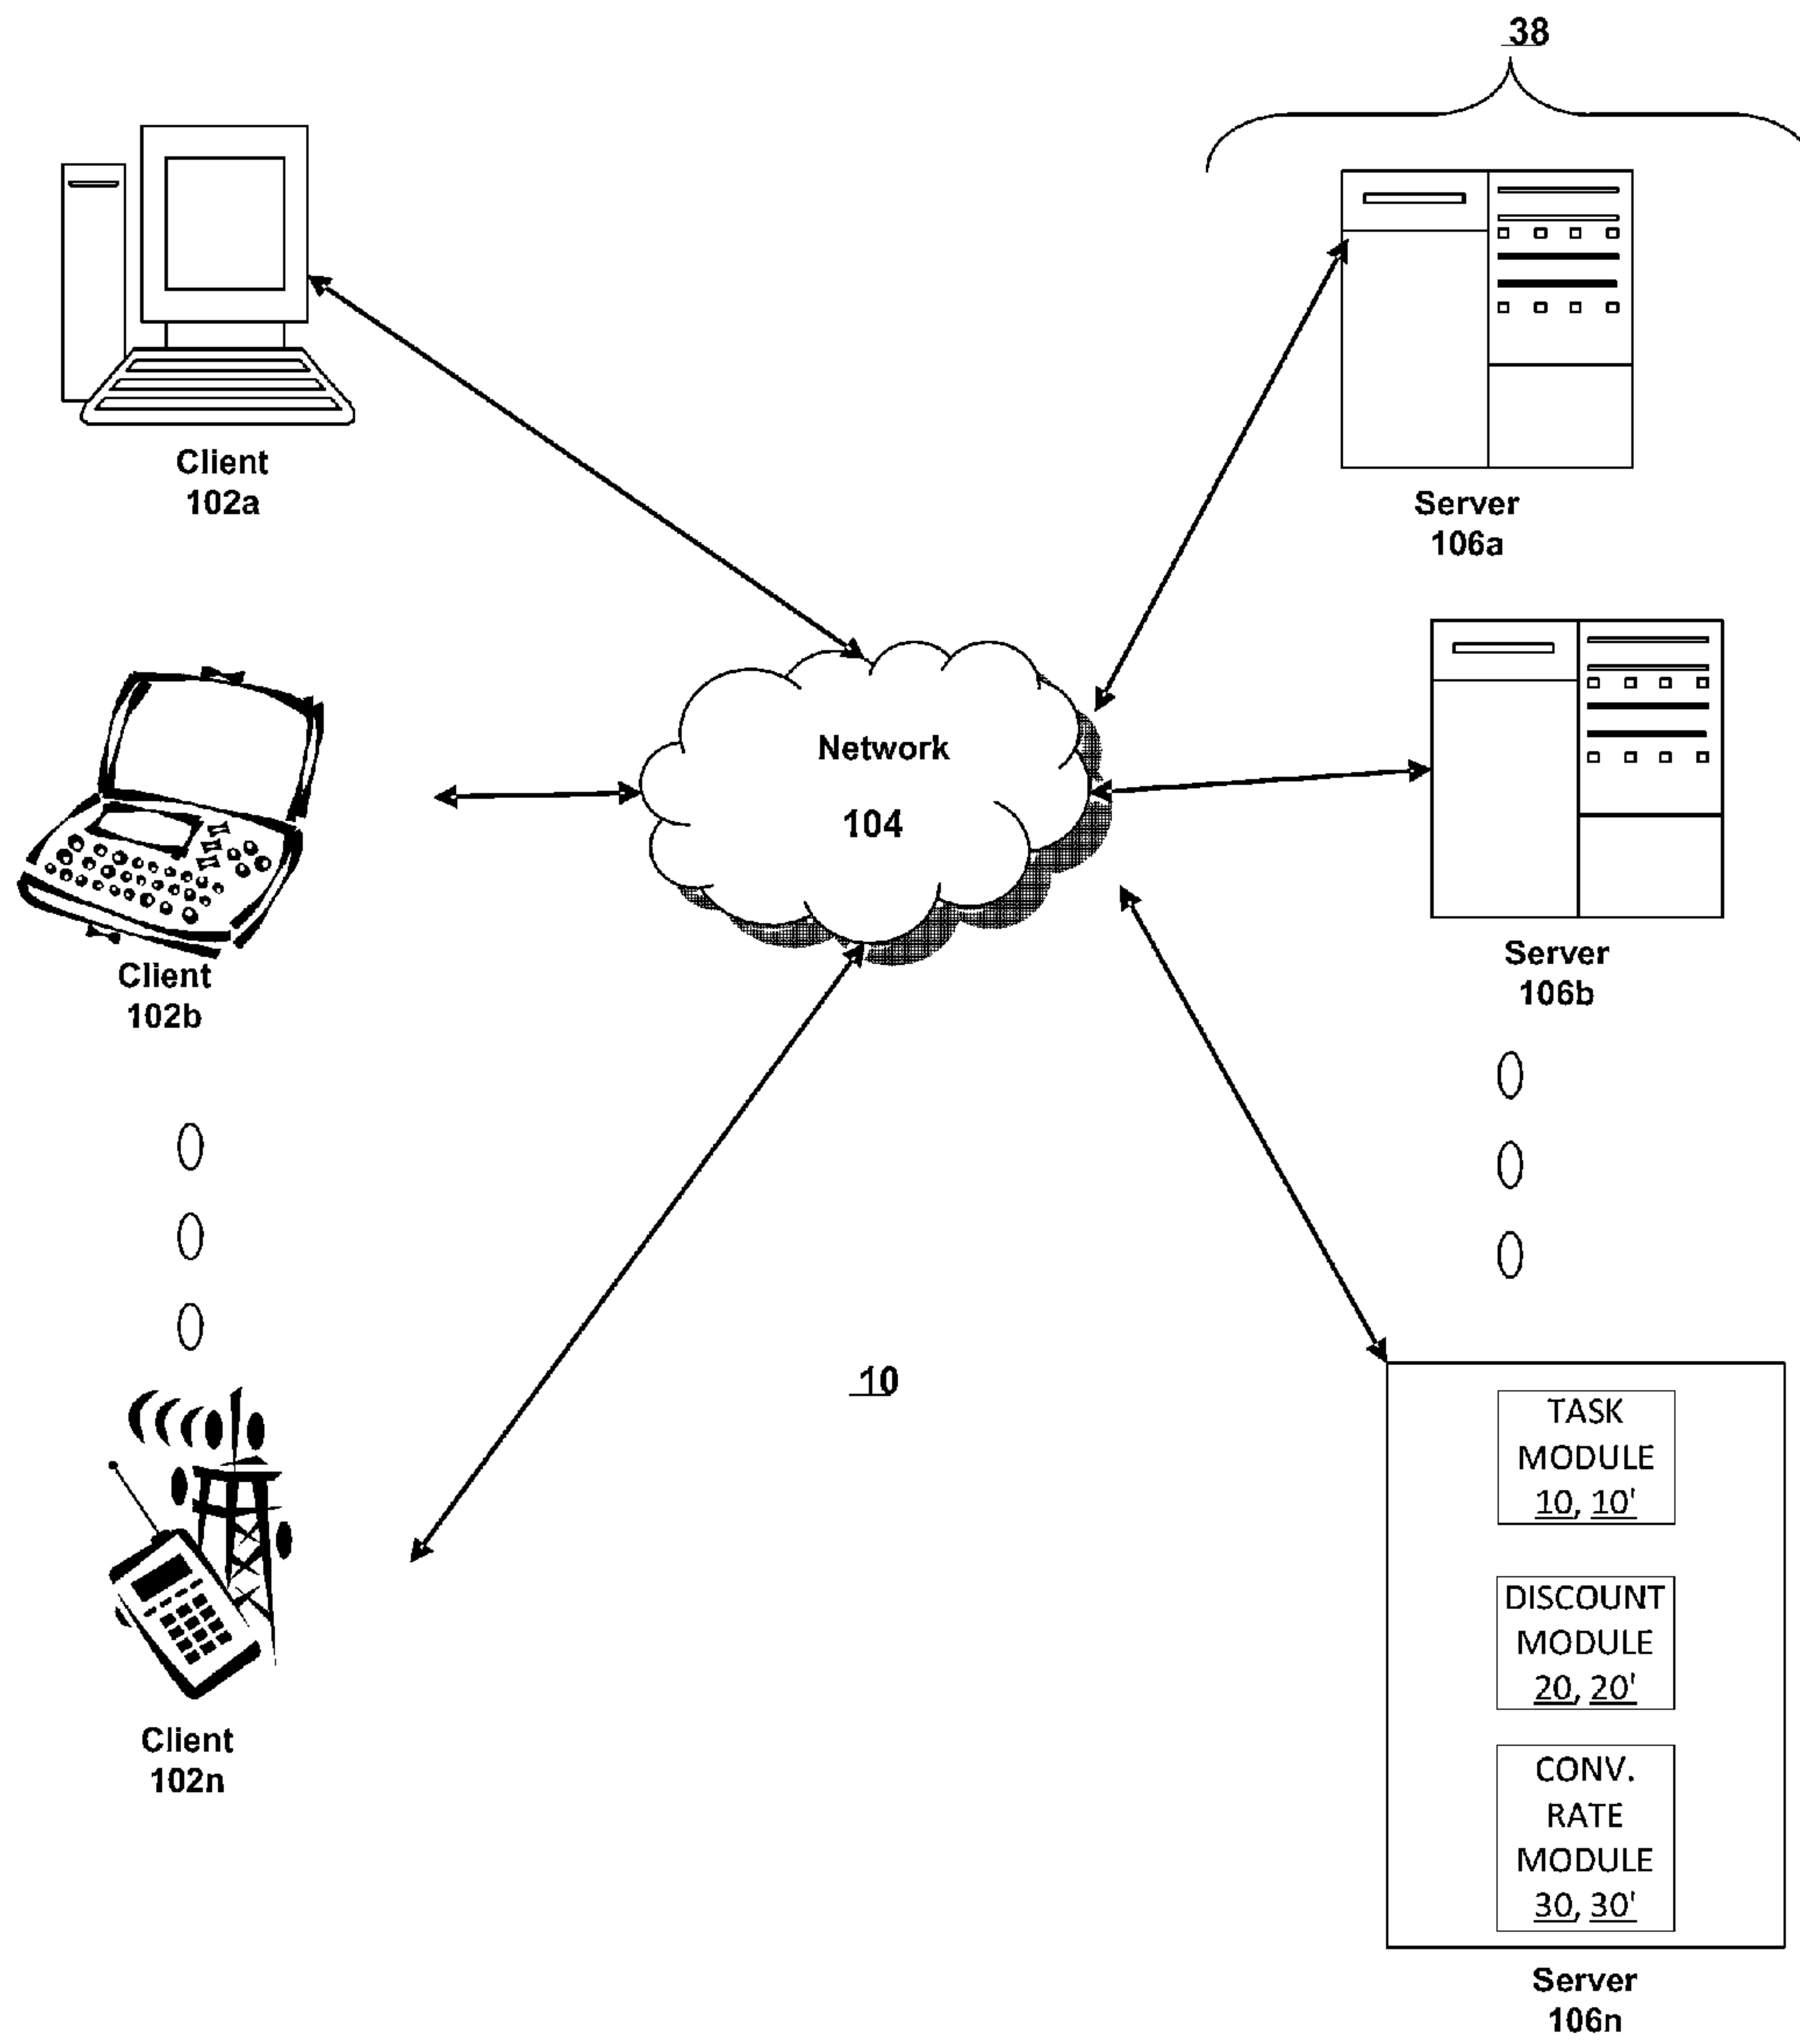 38
Client
102a
Server
106a
Network
104
Client
102b
Server
106b
10
TASK
MODULE
10, 10'
DISCOUNT
MODULE
20, 20'
CONV.
RATE
MODULE
30, 30'
Client
102n
Server
106n